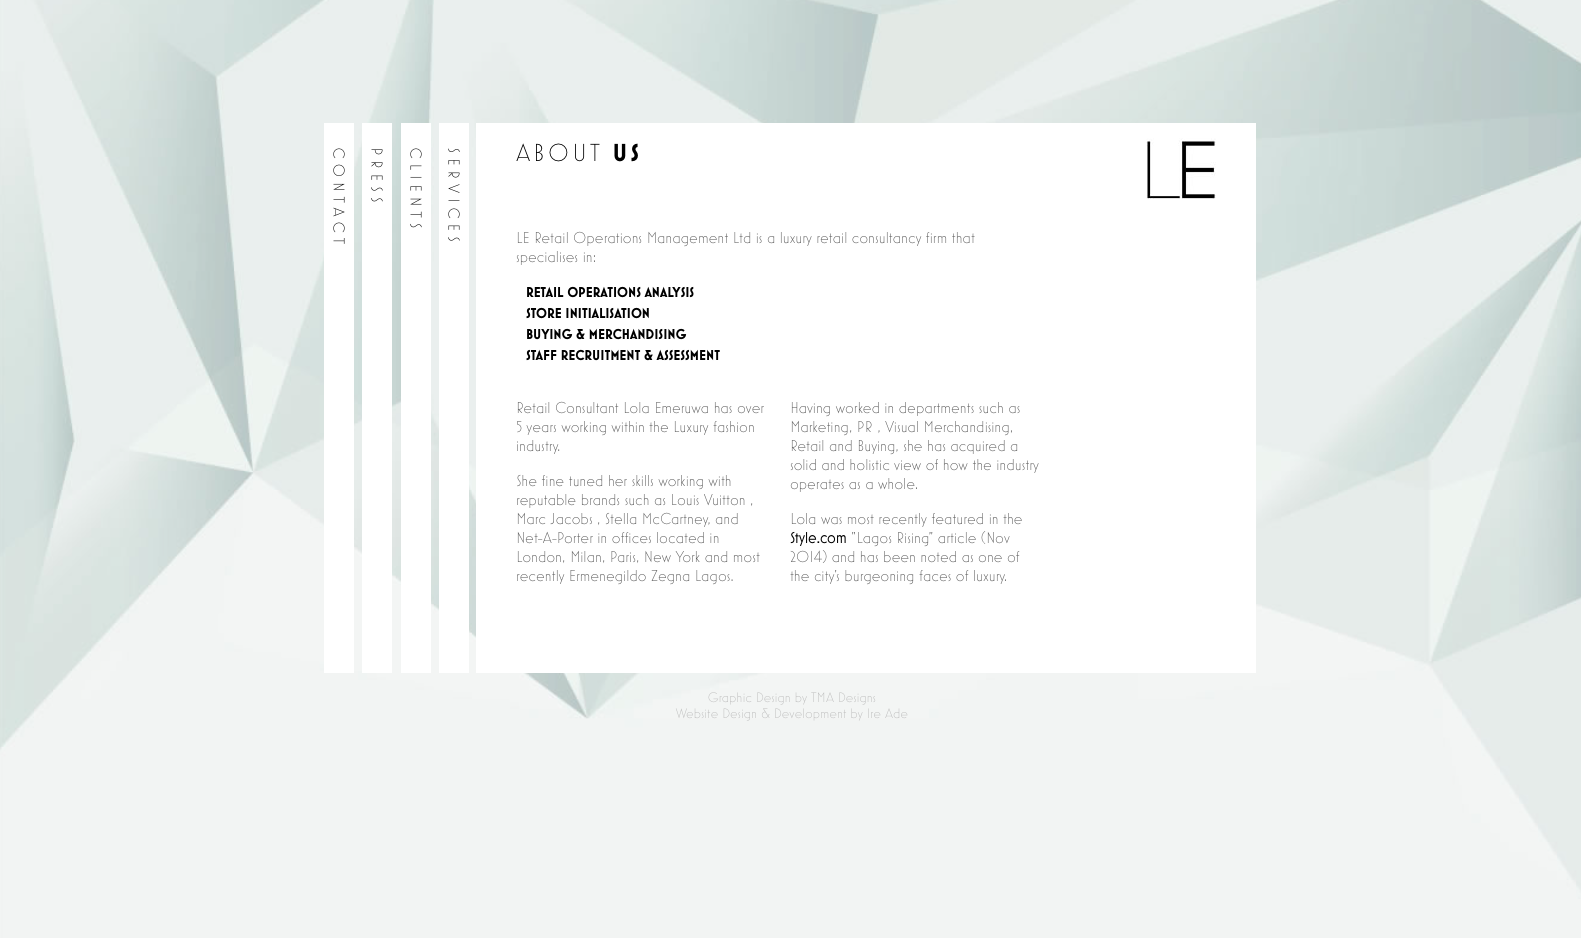 CONTACT
PRESS
CLIENTS
SERVICES
ABOUT US
LE
LE Retail Operations Management Ltd is a luxury retail consultancy firm that
specialises in:
RETAIL OPERATIONS ANALYSIS
STORE INITIALISATION
BUYING & MERCHANDISING
STAFF RECRUITMENT & ASSESSMENT
Retail Consultant Lola Emeruwa has over
5 years working within the Luxury fashion
industry.
She fine tuned her skills working with
reputable brands such as Louis Vuitton ,
Marc Jacobs , Stella McCartney, and
Net-A-Porter in offices located in
London, Milan, Paris, New York and most
recently Ermenegildo Zegna Lagos.
Having worked in departments such as
Marketing, PR , Visual Merchandising,
Retail and Buying, she has acquired a
solid and holistic view of how the industry
operates as a whole.
Lola was most recently featured in the
Style.com "Lagos Rising" article (Nov
2014) and has been noted as one of
the city's burgeoning faces of luxury.
Graphic Design by TMA Designs
Website Design & Development by Ire Ade